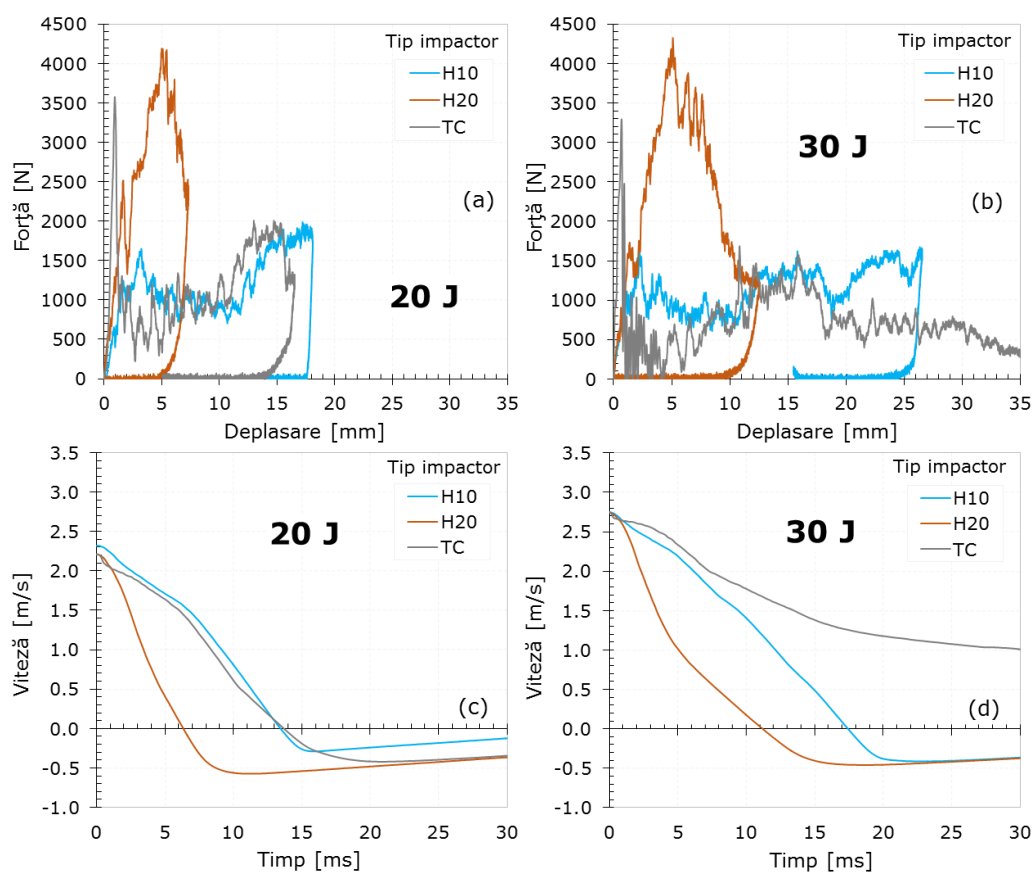 4500
4000
3500
3000
2500
2000
1500
1000
500
0
Forţă [N]
Tip impactor
H10
H20
TC
(a)
20 J
0 5 10 15 20 25 30 35
Deplasare [mm]
4500
4000
3500
3000
2500
2000
1500
1000
500
0
Forţă [N]
Tip impactor
H10
H20
TC
30 J
(b)
0 5 10 15 20 25 30 35
Deplasare [mm]
3.5
3.0
2.5
2.0
1.5
1.0
0.5
0.0
-0.5
-1.0
Viteză [m/s]
Tip impactor
H10
H20
TC
20 J
(c)
0 5 10 15 20 25 30
Timp [ms]
3.5
3.0
2.5
2.0
1.5
1.0
0.5
0.0
-0.5
-1.0
Viteză [m/s]
Tip impactor
H10
H20
TC
30 J
(d)
0 5 10 15 20 25 30
Timp [ms]